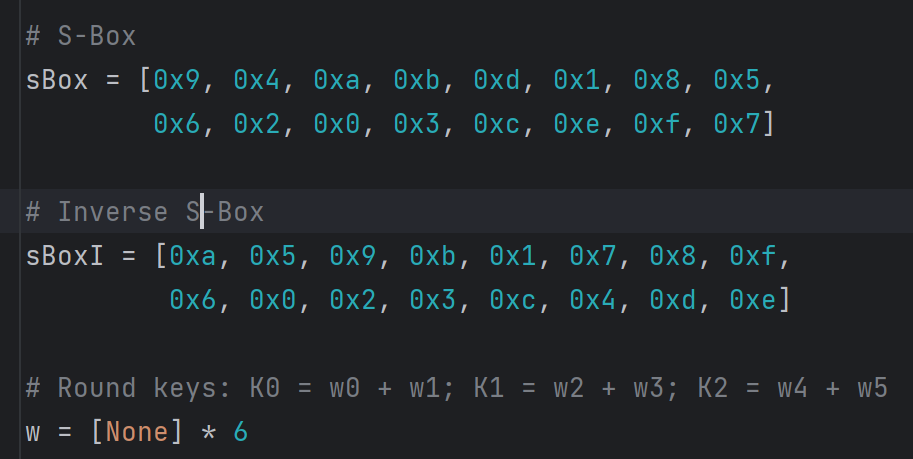 # S-Box
sBox = [0x9, 0x4, 0xa, 0xb, 0xd, 0x1, 0x8, 0x5,
0x6, 0x2, 0x0, 0x3, 0xc, 0xe, 0xf, 0x7]
# Inverse S-Box
sBoxI = [0xa, 0x5, 0x9, 0xb, 0x1, 0x7, 0x8, 0xf,
0x6, 0x0, 0x2, 0x3, 0xc, 0x4, 0xd, 0xe]
# Round keys: K0 = w0 + w1; K1 = w2 + w3; K2 = w4 + w5
w = [None] * 6